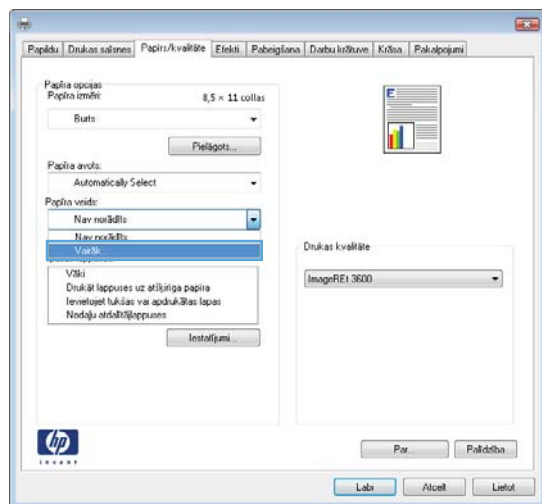 Papildu Drukas saīsnes Papīrs/kvalitāte Efekti Pabeigšana Darbu krātuve Krāsa Pakalpojumi
Papīra opcijas
Papīra izmēri: 8,5 × 11 collas
Burts
Pielāgots...
Papīra avots:
Automatically Select
Papīra veids:
Nav norādīts
Nav norādīts
Vairāk...
Vāki
Drukāt lappuses uz atšķirīga papīra
Ievietojiet tukšas vai apdrukātas lapas
Nodaļu atdalītājlappuses
Iestatījumi...
E
Drukas kvalitāte
ImageREt 3600
hp
invent
Par... Palīdzība
Labi Atcelt Lietot